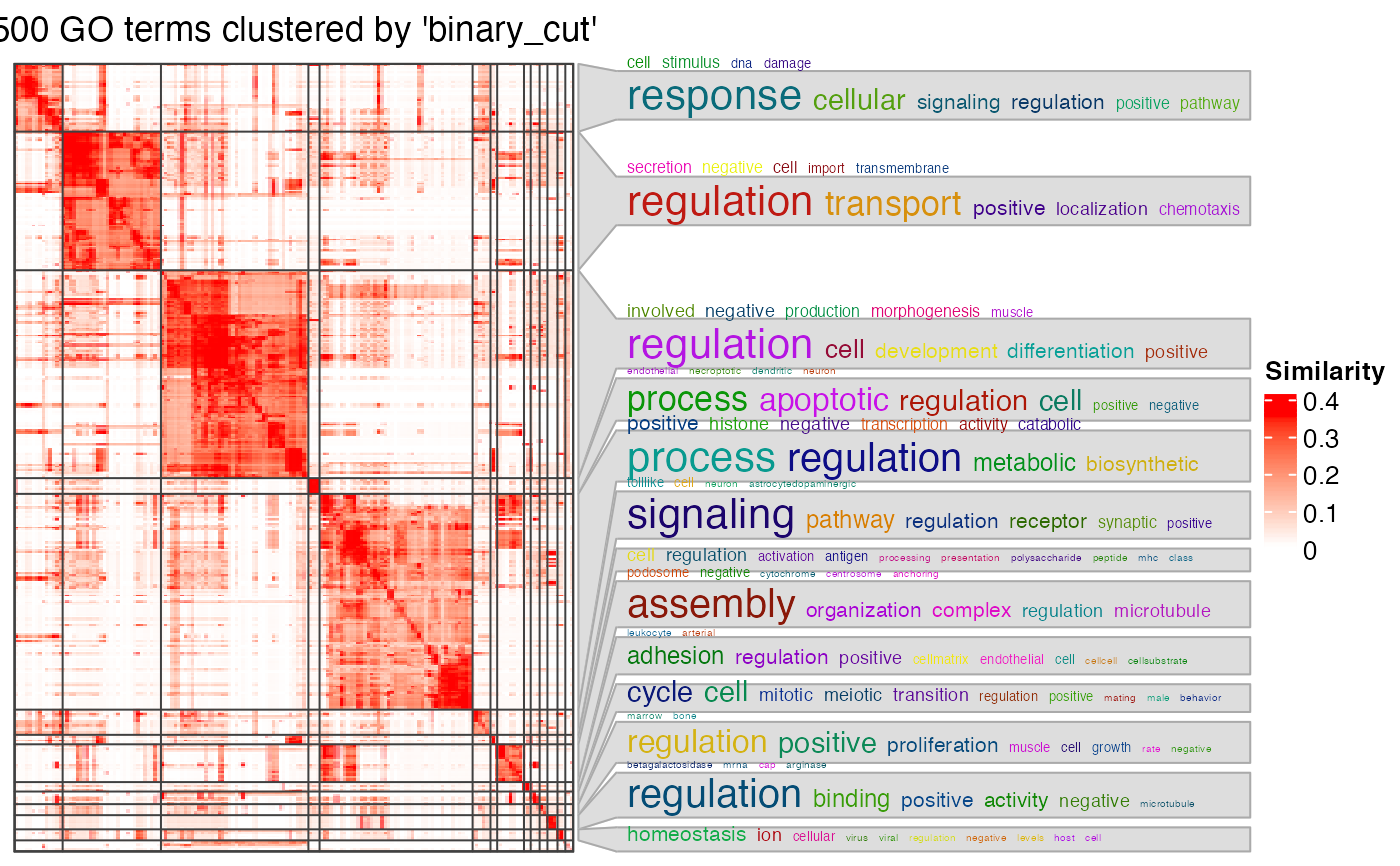 500 GO terms clustered by 'binary_cut'
cell stimulus dna damage
response cellular signaling regulation positive pathway
secretion negative cell import transmembrane
regulation transport positive localization chemotaxis
involved negative production morphogenesis muscle
regulation cell development differentiation positive
endothelial necroptotic dendritic neuron
process apoptotic regulation cell positive negative
positive histone negative transcription activity catabolic
process regulation metabolic biosynthetic
tolllike cell neuron astrocytedopaminergic
signaling pathway regulation receptor synaptic positive
cell regulation activation antigen processing presentation polysaccharide peptide mhc class
podosome negative cytochrome centrosome anchoring
assembly organization complex regulation microtubule
leukocyte arterial
adhesion regulation positive cellmatrix endothelial cell cellcell cellsubstrate
cycle cell mitotic meiotic transition regulation positive mating male behavior
marrow bone
regulation positive proliferation muscle cell growth rate negative
betagalactosidase mrna cap arginase
regulation binding positive activity negative microtubule
homeostasis ion cellular virus viral regulation negative levels host cell
Similarity
0.4
0.3
0.2
0.1
0